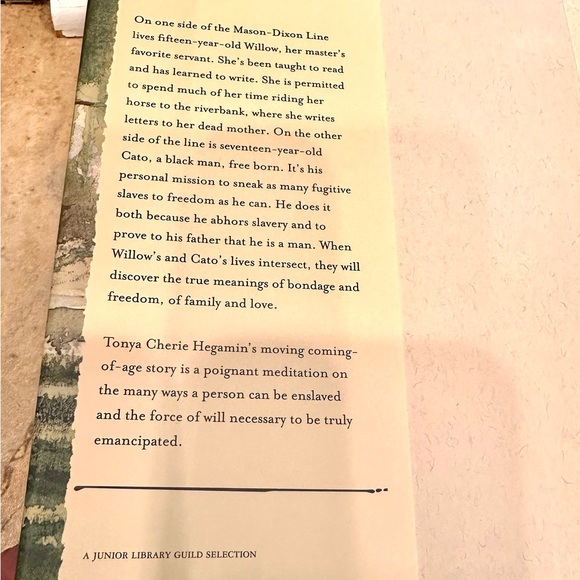 On one side of the Mason-Dixon Line
lives fifteen-year-old Willow, her master's
favorite servant. She's been taught to read
and has learned to write. She is permitted
to spend much of her time riding her
horse to the riverbank, where she writes
letters to her dead mother. On the other
side of the line is seventeen-year-old
Cato, a black man, free born. It's his
personal mission to sneak as many fugitive
slaves to freedom as he can. He does it
both because he abhors slavery and to
prove to his father that he is a man. When
Willow's and Cato's lives intersect, they will
discover the true meanings of bondage and
freedom, of family and love.
Tonya Cherie Hegamin's moving coming-
of-age story is a poignant meditation on
the many ways a person can be enslaved
and the force of will necessary to be truly
emancipated.
A JUNIOR LIBRARY GUILD SELECTION